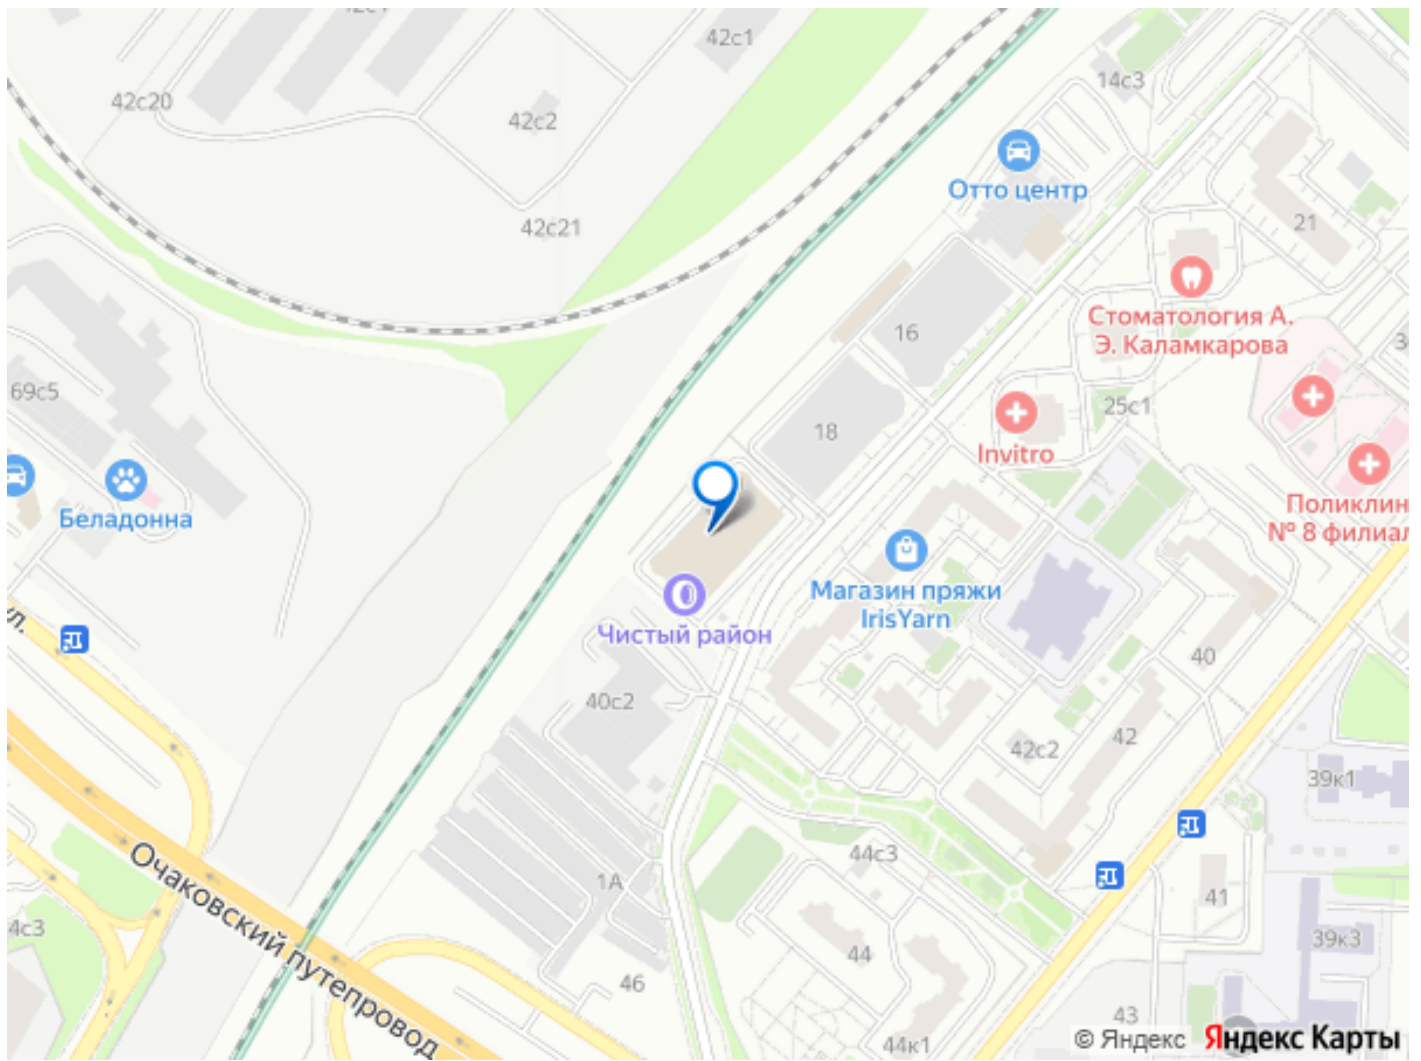 42с1
42с20
42с2
14с3
Отто центр
21
42с21
16
Стоматология А.
Э. Каламкарова
69с5
25с1
18
Invitro
Беладонна
Поликлин
№ 8 филиал
Магазин пряжи
IrisYarn
Чистый район
ул.
40
40с2
42
42с2
39к1
44с3
1А
41
Очаковский путепровод
4с3
44
39к3
46
43
44к1
© Яндекс Яндекс Карты